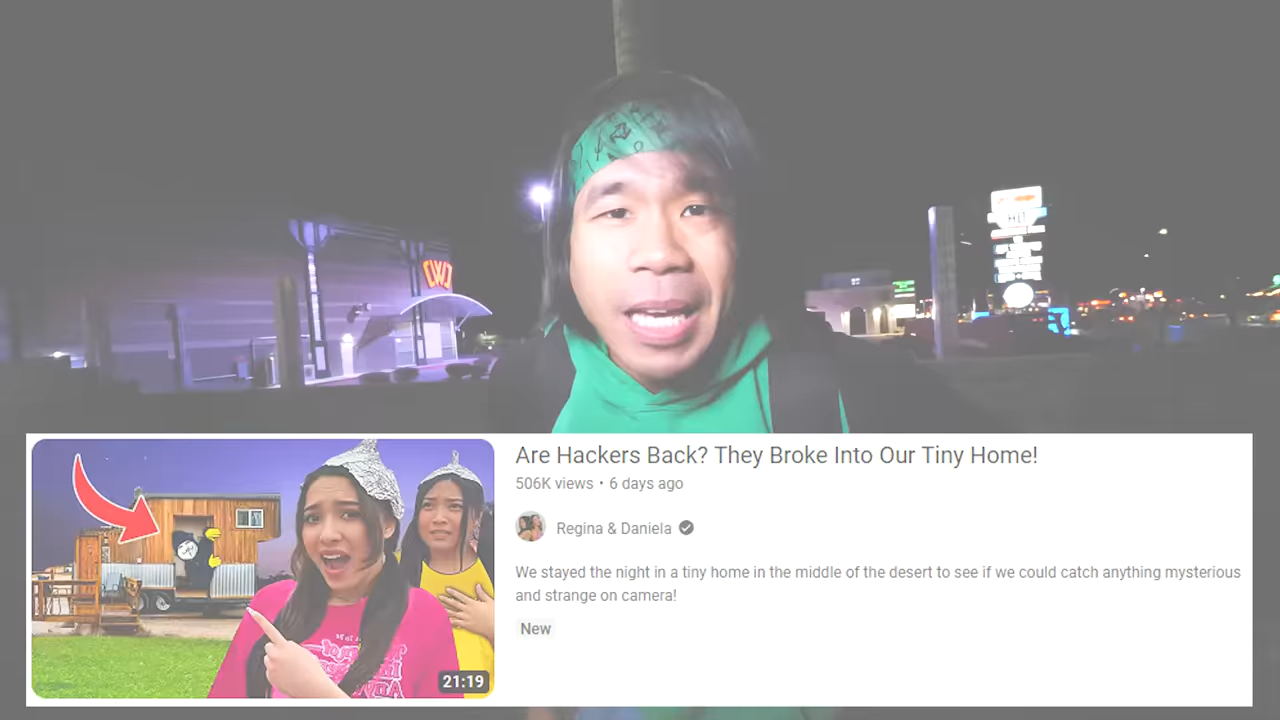 Are Hackers Back? They Broke Into Our Tiny Home!
506K views • 6 days ago
Regina & Daniela
We stayed the night in a tiny home in the middle of the desert to see if we could catch anything mysterious
and strange on camera!
New
21:19